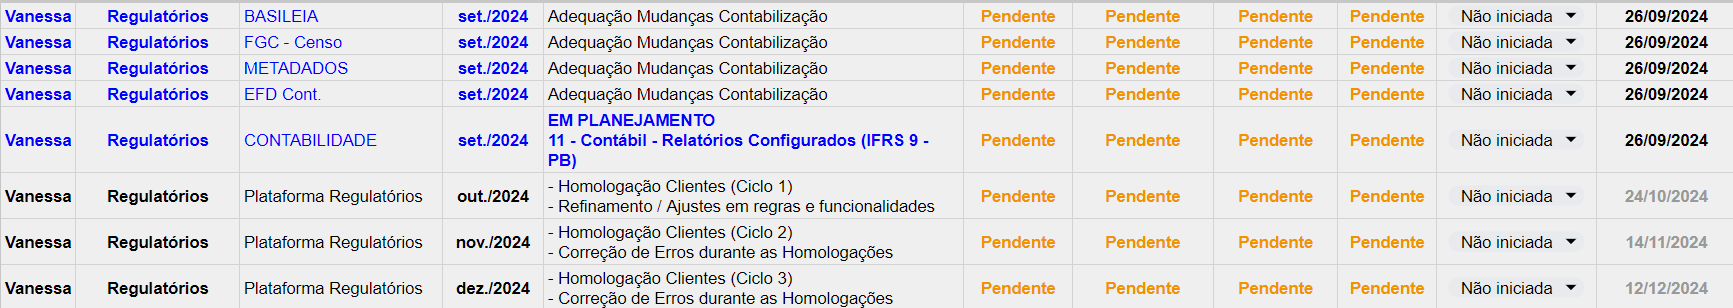 Vanessa Regulatórios BASILEIA set./2024 Adequação Mudanças Contabilização Pendente Pendente Pendente Pendente Não iniciada 26/09/2024
Vanessa Regulatórios FGC - Censo set./2024 Adequação Mudanças Contabilização Pendente Pendente Pendente Pendente Não iniciada 26/09/2024
Vanessa Regulatórios METADADOS set./2024 Adequação Mudanças Contabilização Pendente Pendente Pendente Pendente Não iniciada 26/09/2024
Vanessa Regulatórios EFD Cont. set./2024 Adequação Mudanças Contabilização Pendente Pendente Pendente Pendente Não iniciada 26/09/2024
EM PLANEJAMENTO
Vanessa Regulatórios CONTABILIDADE set./2024 11 - Contábil - Relatórios Configurados (IFRS 9 - Pendente Pendente Pendente Pendente Não iniciada 26/09/2024
PB)
- Homologação Clientes (Ciclo 1)
Vanessa Regulatórios Plataforma Regulatórios out./2024 Pendente Pendente Pendente Pendente Não iniciada 24/10/2024
- Refinamento / Ajustes em regras e funcionalidades
- Homologação Clientes (Ciclo 2)
Vanessa Regulatórios Plataforma Regulatórios nov./2024 Pendente Pendente Pendente Pendente Não iniciada 14/11/2024
- Correção de Erros durante as Homologações
- Homologação Clientes (Ciclo 3)
Vanessa Regulatórios Plataforma Regulatórios dez./2024 Pendente Pendente Pendente Pendente Não iniciada 12/12/2024
- Correção de Erros durante as Homologações